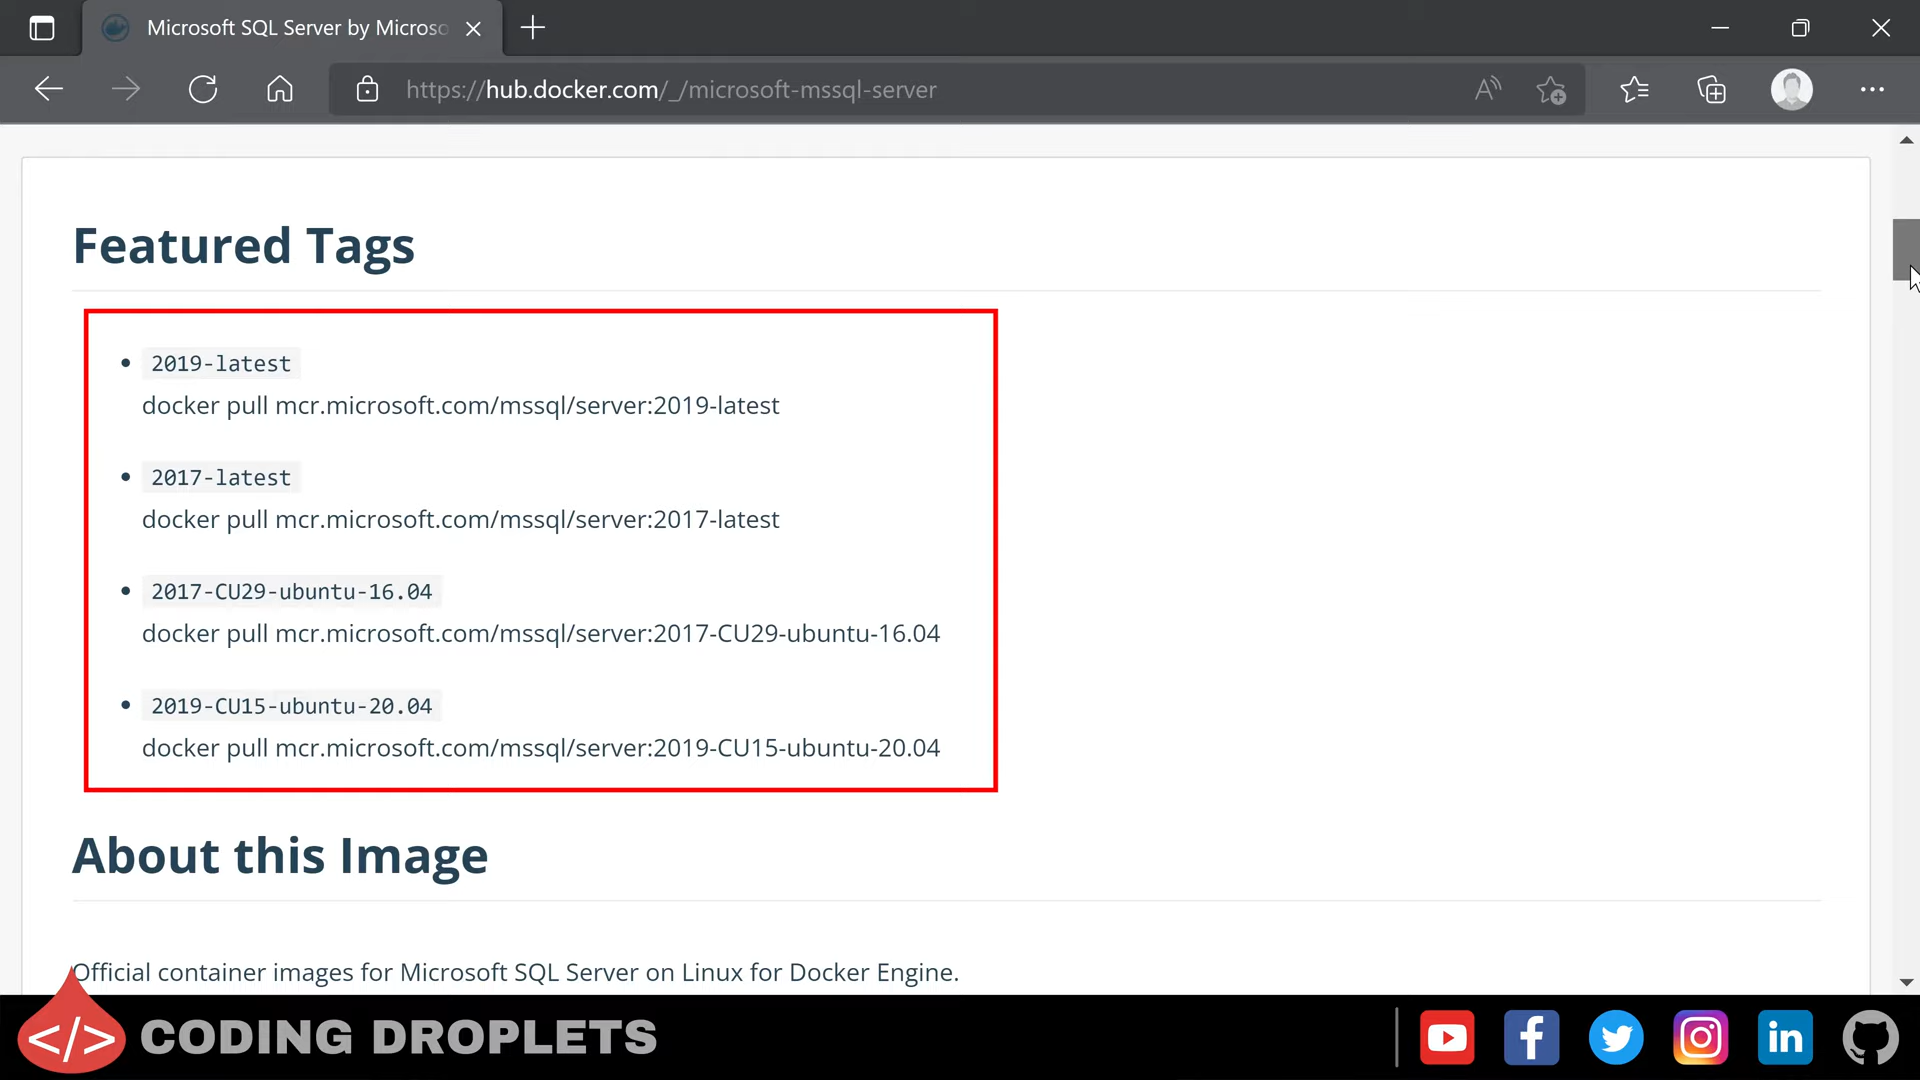 Microsoft SQL Server by Microso
https://hub.docker.com/_/microsoft-mssql-server
Featured Tags
2019-latest
docker pull mcr.microsoft.com/mssql/server:2019-latest
2017-latest
docker pull mcr.microsoft.com/mssql/server:2017-latest
2017-CU29-ubuntu-16.04
docker pull mcr.microsoft.com/mssql/server:2017-CU29-ubuntu-16.04
2019-CU15-ubuntu-20.04
docker pull mcr.microsoft.com/mssql/server:2019-CU15-ubuntu-20.04
About this Image
Official container images for Microsoft SQL Server on Linux for Docker Engine.
</> CODING DROPLETS